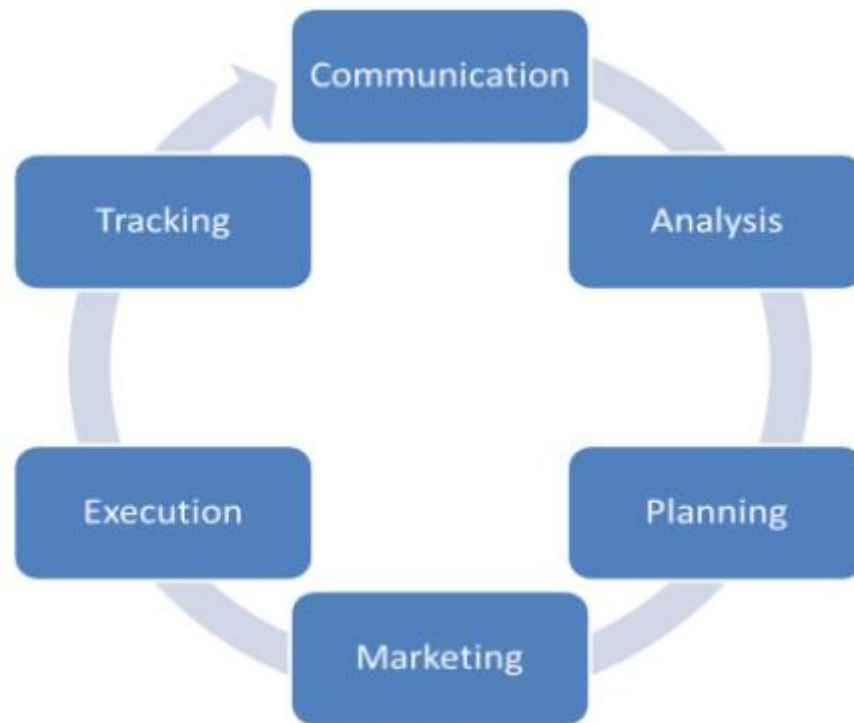 Communication
Analysis
Planning
Marketing
Execution
Tracking